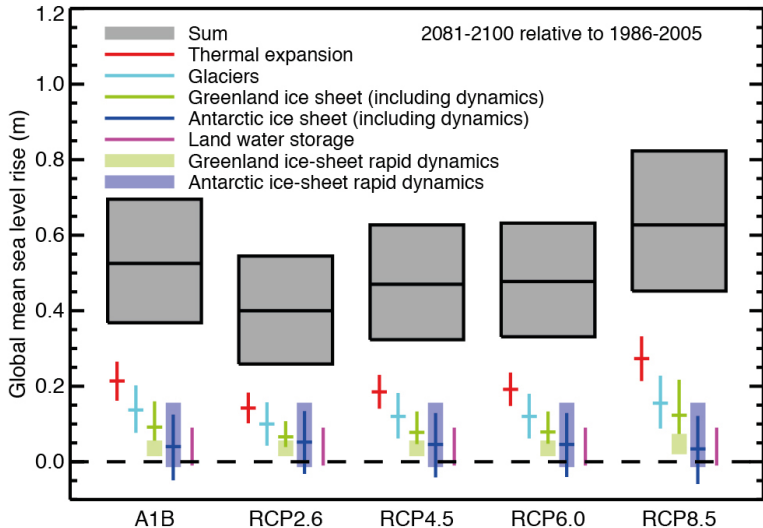 1.2
1.0
0.8
0.6
0.4
0.2
0.0
Global mean sea level rise (m)
2081-2100 relative to 1986-2005
Sum
Thermal expansion
Glaciers
Greenland ice sheet (including dynamics)
Antarctic ice sheet (including dynamics)
Land water storage
Greenland ice-sheet rapid dynamics
Antarctic ice-sheet rapid dynamics
A1B RCP2.6 RCP4.5 RCP6.0 RCP8.5